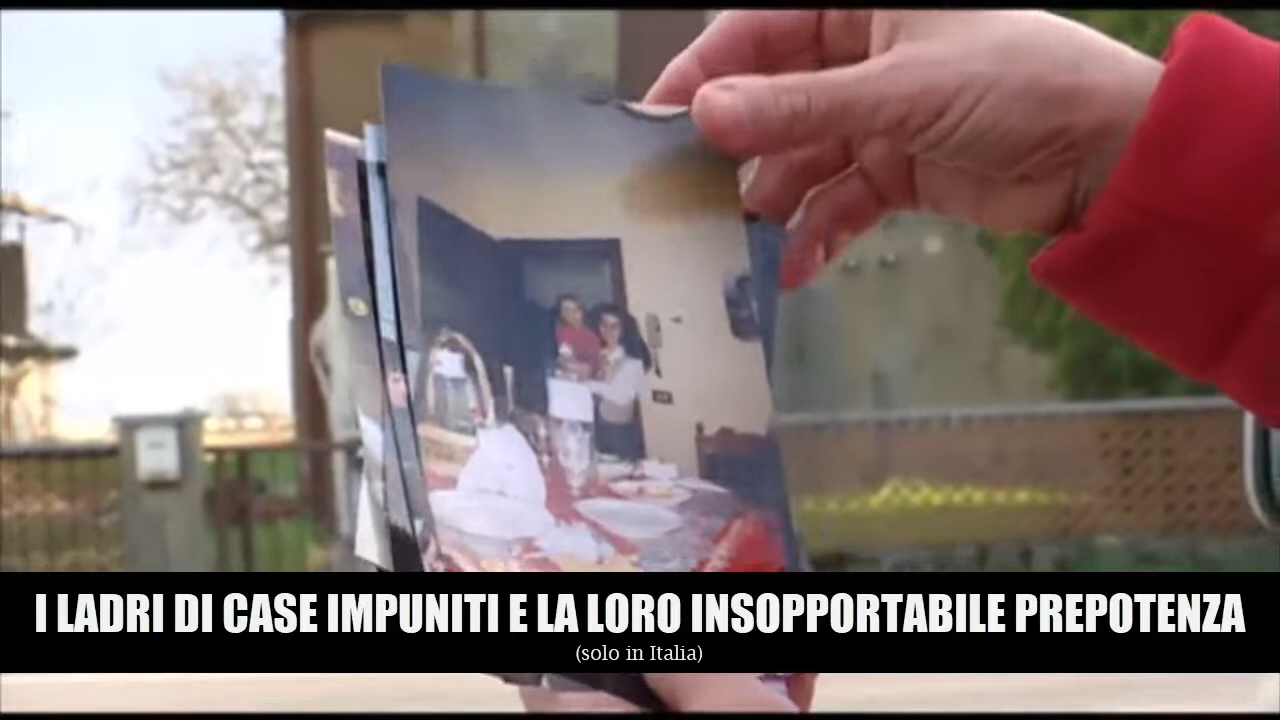 I LADRI DI CASE IMPUNITI E LA LORO INSOPPORTABILE PREPOTENZA
(solo in Italia)